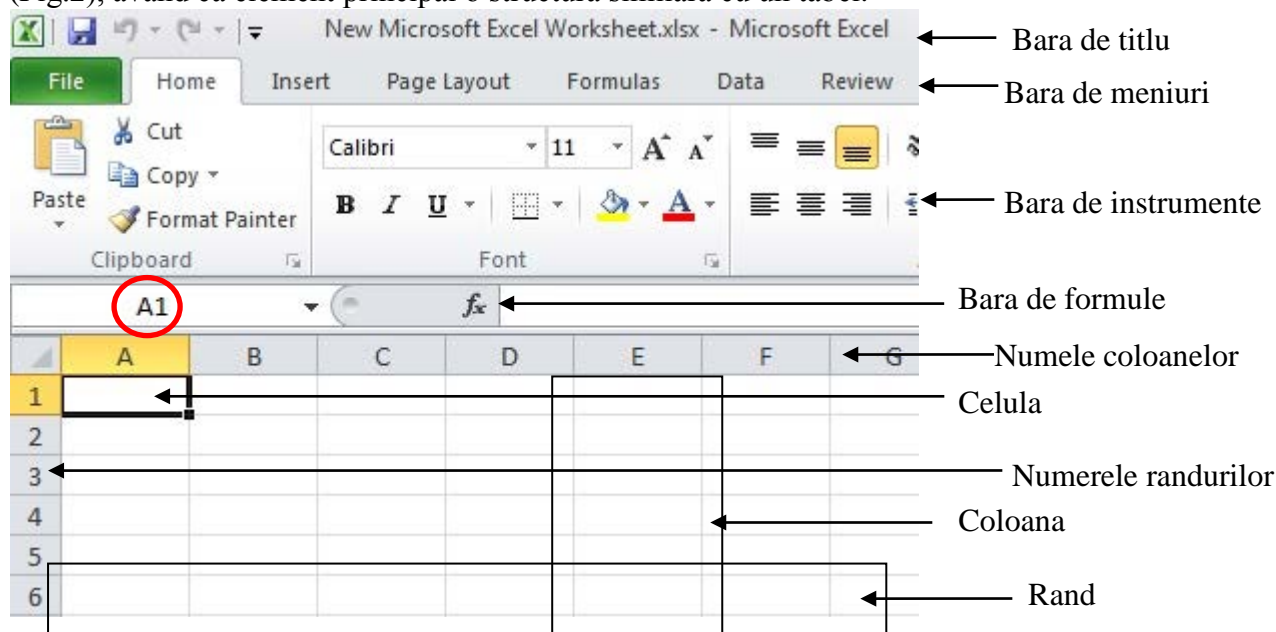 (Fig.2), avand ca element principal o structura similara cu un tabel.
New Microsoft Excel Worksheet.xlsx - Microsoft Excel
Bara de titlu
File Home Insert Page Layout Formulas Data Review
Bara de meniuri
Cut
Calibri 11 A A
Copy
Paste
B I U A
Bara de instrumente
Format Painter
Clipboard Font
A1 fx
Bara de formule
A B C D E F G
Numele coloanelor
1
Celula
2
3
Numerele randurilor
4
Coloana
5
6
Rand